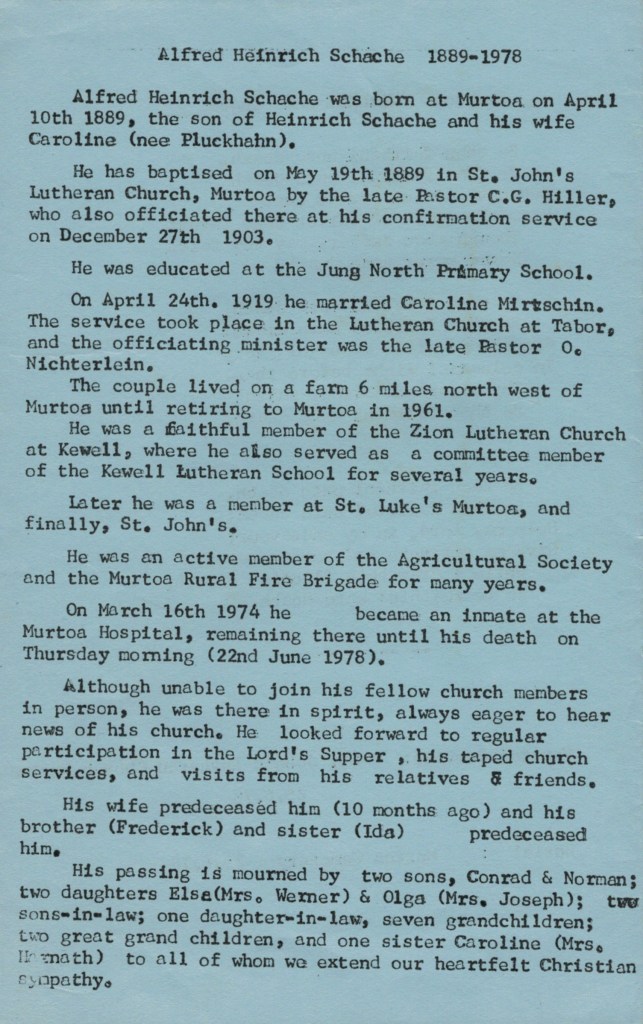 Alfred Heinrich Schache 1889-1978
Alfred Heinrich Schache was born at Murtoa on April
10th 1889, the son of Heinrich Schache and his wife
Caroline (nee Pluckhahn).
He has baptised on May 19th 1889 in St. John's
Lutheran Church, Murtoa by the late Pastor C.G. Hiller,
who also officiated there at his confirmation service
on December 27th 1903.
He was educated at the Jung North Primary School.
On April 24th. 1919 he married Caroline Mirtschin.
The service took place in the Lutheran Church at Tabor,
and the officiating minister was the late Pastor O.
Nichterlein.
The couple lived on a farm 6 miles north west of
Murtoa until retiring to Murtoa in 1961.
He was a faithful member of the Zion Lutheran Church
at Kewell, where he also served as a committee member
of the Kewell Lutheran School for several years.
Later he was a member at St. Luke's Murtoa, and
finally, St. John's.
He was an active member of the Agricultural Society
and the Murtoa Rural Fire Brigade for many years.
On March 16th 1974 he became an inmate at the
Murtoa Hospital, remaining there until his death on
Thursday morning (22nd June 1978).
Although unable to join his fellow church members
in person, he was there in spirit, always eager to hear
news of his church. He looked forward to regular
participation in the Lord's Supper , his taped church
services, and visits from his relatives & friends.
His wife predeceased him (10 months ago) and his
brother (Frederick) and sister (Ida) predeceased
him.
His passing is mourned by two sons, Conrad & Norman;
two daughters Elsa(Mrs. Werner) & Olga (Mrs. Joseph); two
sons-in-law; one daughter-in-law, seven grandchildren;
two great grand children, and one sister Caroline (Mrs.
to all of whom we extend our heartfelt Christian
sympathy.